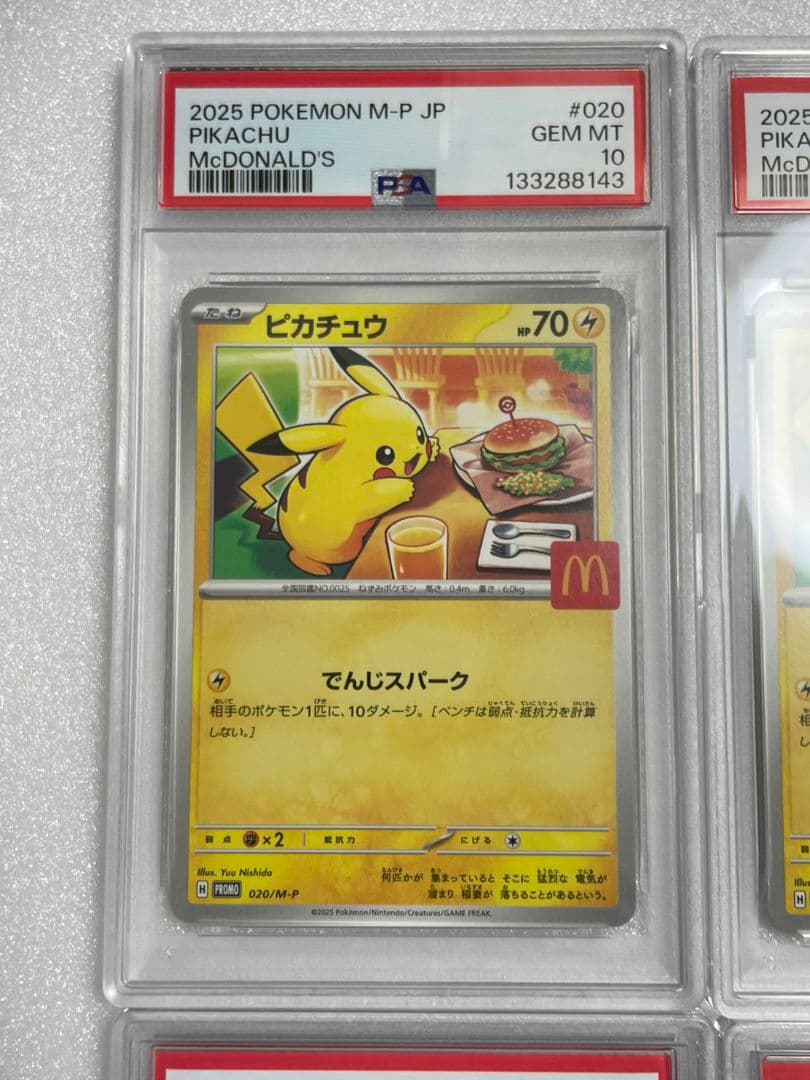 2025 POKEMON M-P JP #020
PIKACHU GEM MT
McDONALD'S 10
PSA 133288143
2025
PIKA
McD
たね ピカチュウ HP70
M
全国図鑑NO.0025 ねずみポケモン 高さ:0.4m 重さ:6.0kg
でんじスパーク
相手のポケモン1匹に、10ダメージ。[ベンチは弱点・抵抗力を計算
しない。]
弱点 ×2 抵抗力 にげる
Illus. Yuu Nishida
何匹かが 集まっていると そこに 猛烈な 電気が
溜まり 稲妻が 落ちることがあるという。
H PROMO 020/M-P
©2025 Pokémon/Nintendo/Creatures/GAME FREAK.
弱
Illus
H